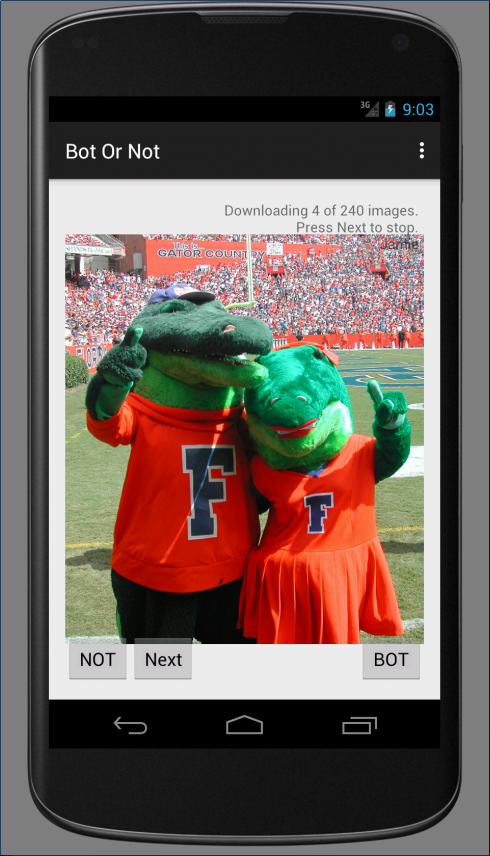 3G
9:03
Bot Or Not
Downloading 4 of 240 images.
Press Next to stop.
Jamie
This is
GATOR COUNTRY
F
F
NOT
Next
BOT